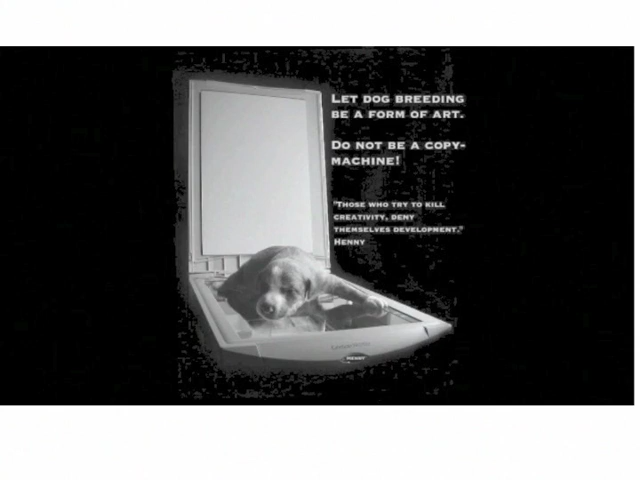 LET DOG BREEDING
BE A FORM OF ART.
DO NOT BE A COPY-
MACHINE!
"THOSE WHO TRY TO KILL
CREATIVITY, DENY
THEMSELVES DEVELOPMENT."
HENNY
HENNY